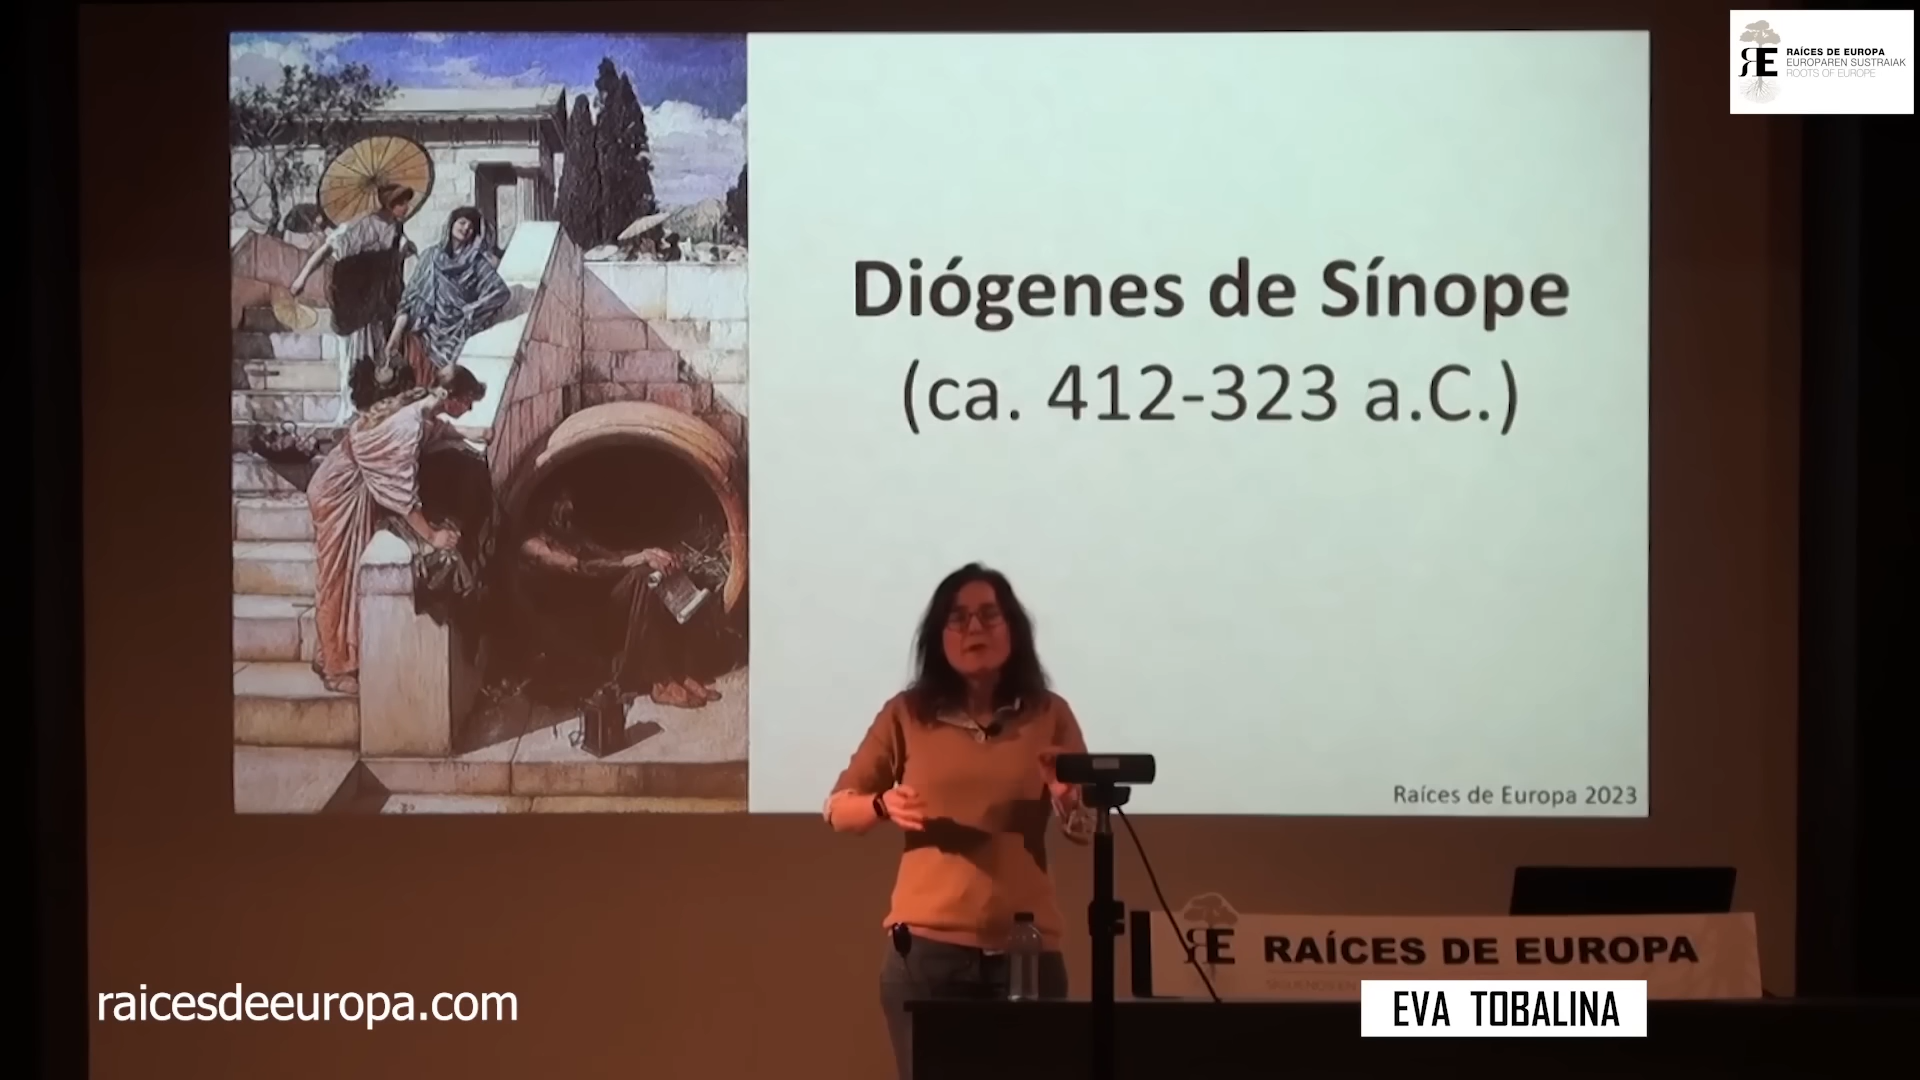 RAÍCES DE EUROPA
EUROPAREN SUSTRAIAK
ROOTS OF EUROPE
Diógenes de Sínope
(ca. 412-323 a.C.)
Raíces de Europa 2023
RE RAÍCES DE EUROPA
raicesdeeuropa.com
EVA TOBALINA